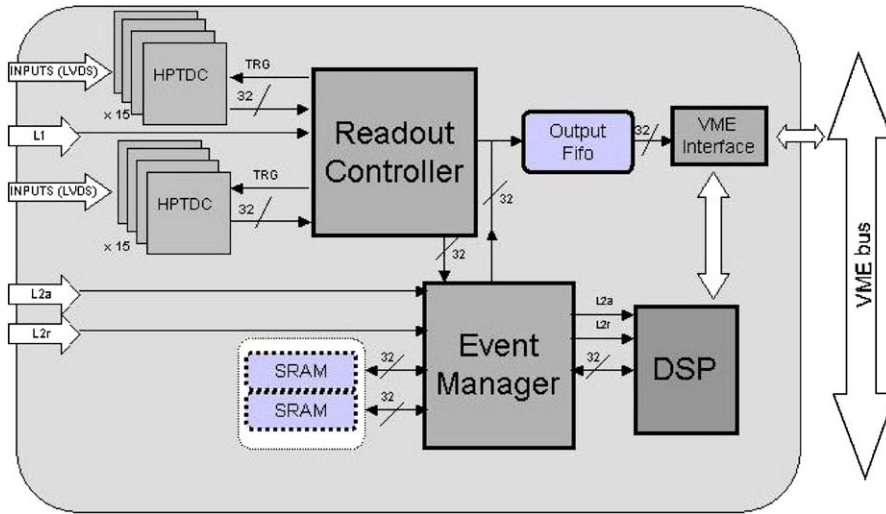 INPUTS (LVDS)
HPTDC
x 15
TRG
32
L1
Readout
Controller
INPUTS (LVDS)
HPTDC
x 15
TRG
32
32
32
Output
Fifo
32
VME
Interface
VME bus
L2a
L2r
SRAM
SRAM
32
32
Event
Manager
L2a
L2r
32
DSP